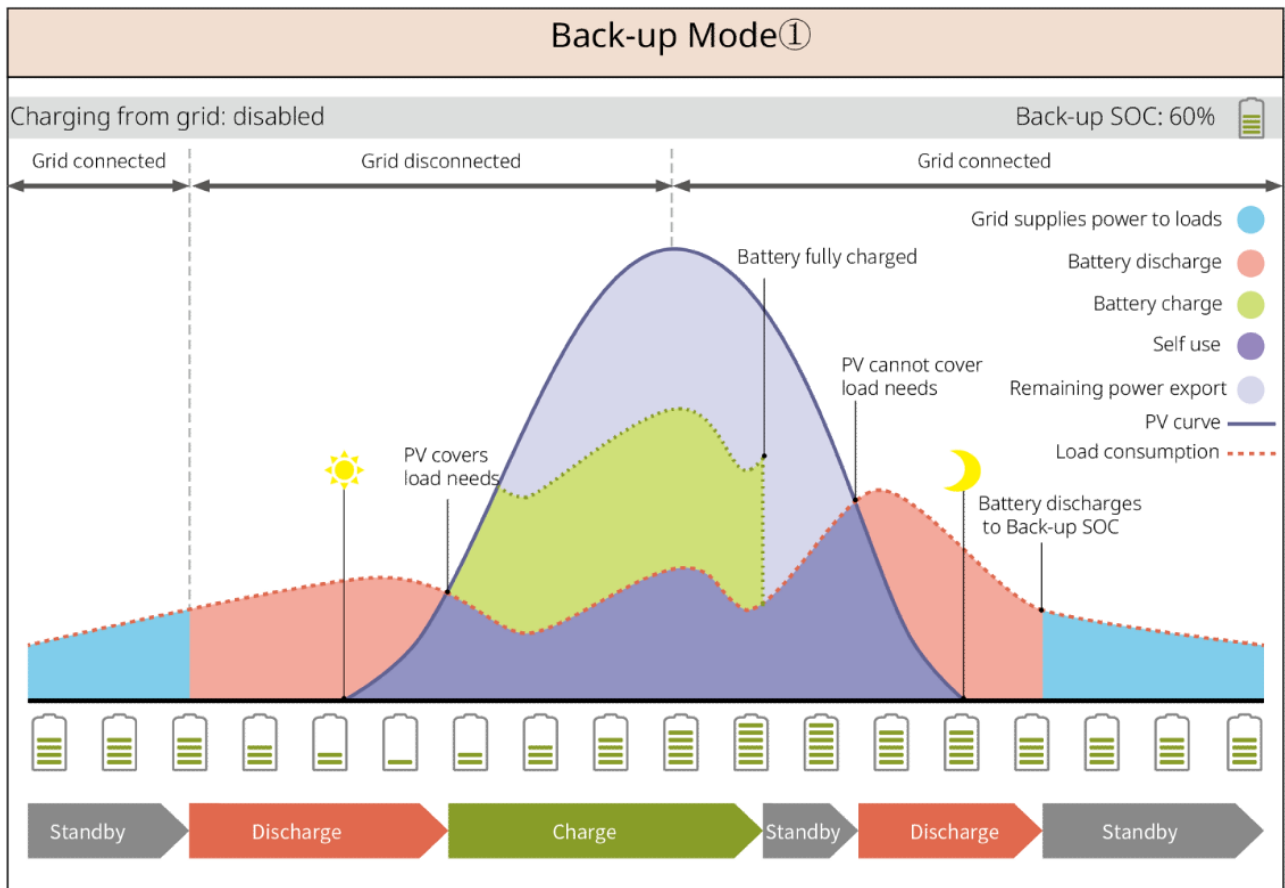 Back-up Mode①
Charging from grid: disabled
Back-up SOC: 60%
Grid connected
Grid disconnected
Grid connected
Grid supplies power to loads
Battery discharge
Battery charge
Self use
Remaining power export
PV curve
Load consumption
Battery fully charged
PV cannot cover
load needs
PV covers
load needs
Battery discharges
to Back-up SOC
Standby
Discharge
Charge
Standby
Discharge
Standby